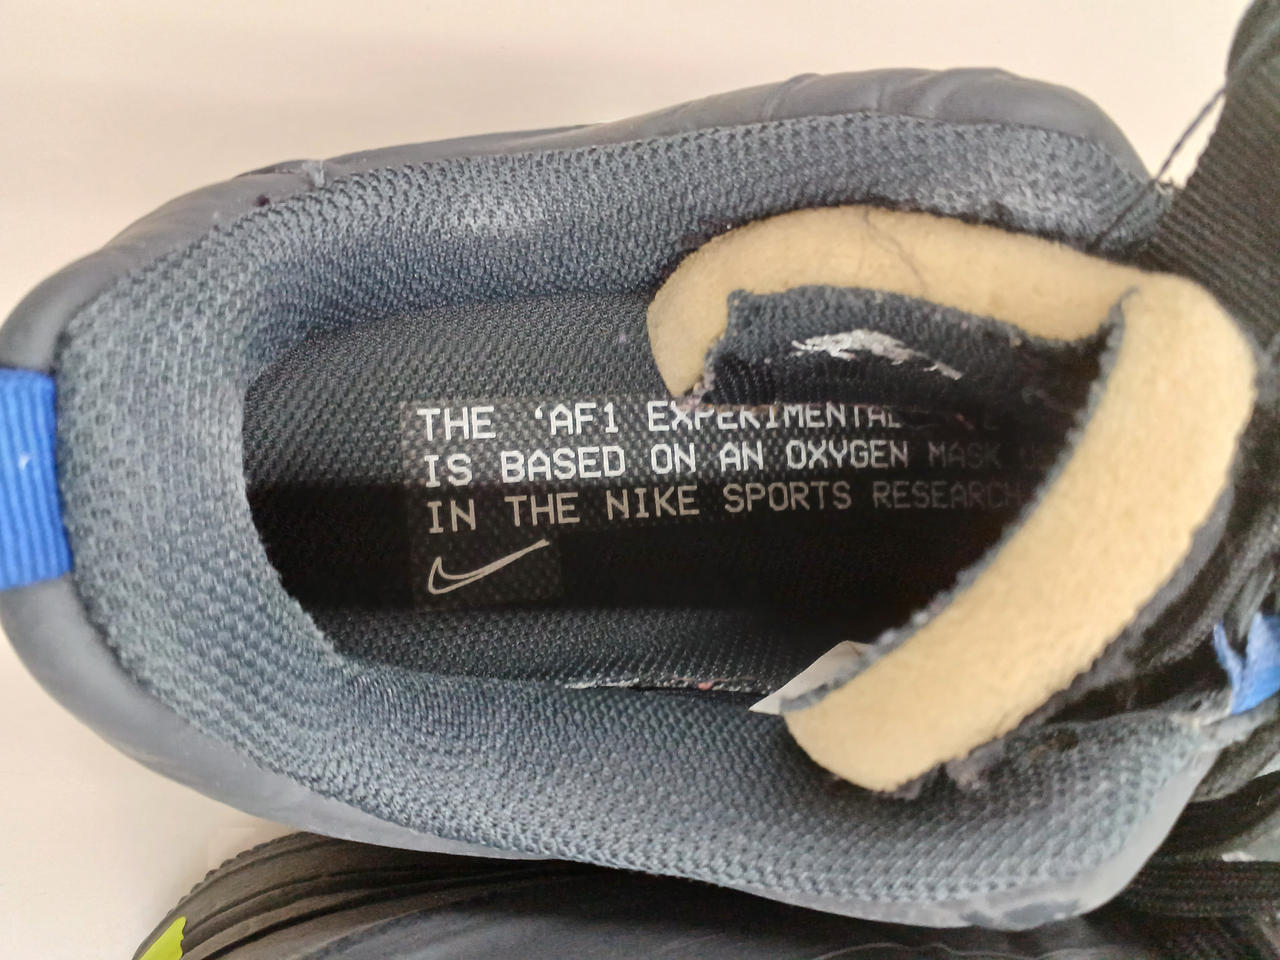 THE ‘AF1 EXPERIMENTAL
IS BASED ON AN OXYGEN MASK
IN THE NIKE SPORTS RESEARCH